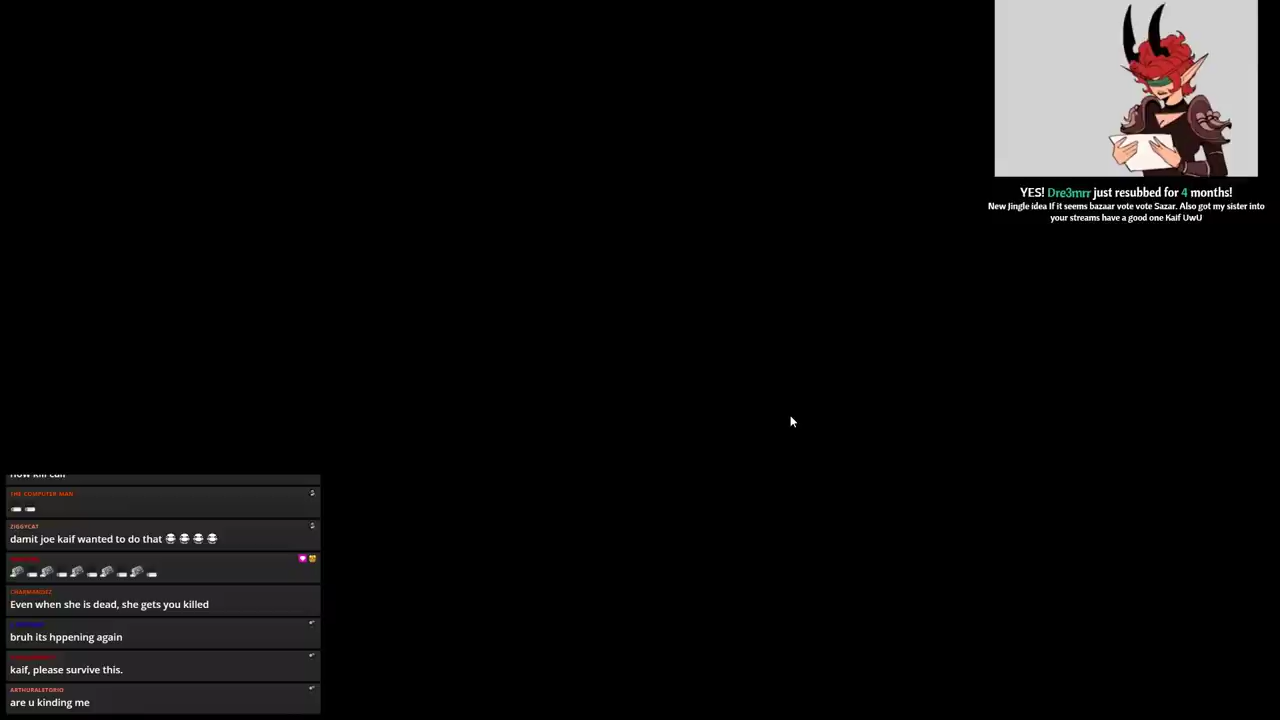 YES! Dre3mrr just resubbed for 4 months!
New Jingle idea If it seems bazaar vote vote Sazar. Also got my sister into
your streams have a good one Kaif UwU
THE COMPUTER MAN
ZIGGYCAT
damit joe kaif wanted to do that
Even when she is dead, she gets you killed
bruh its hppening again
kaif, please survive this.
ARTHURALETORIO
are u kinding me